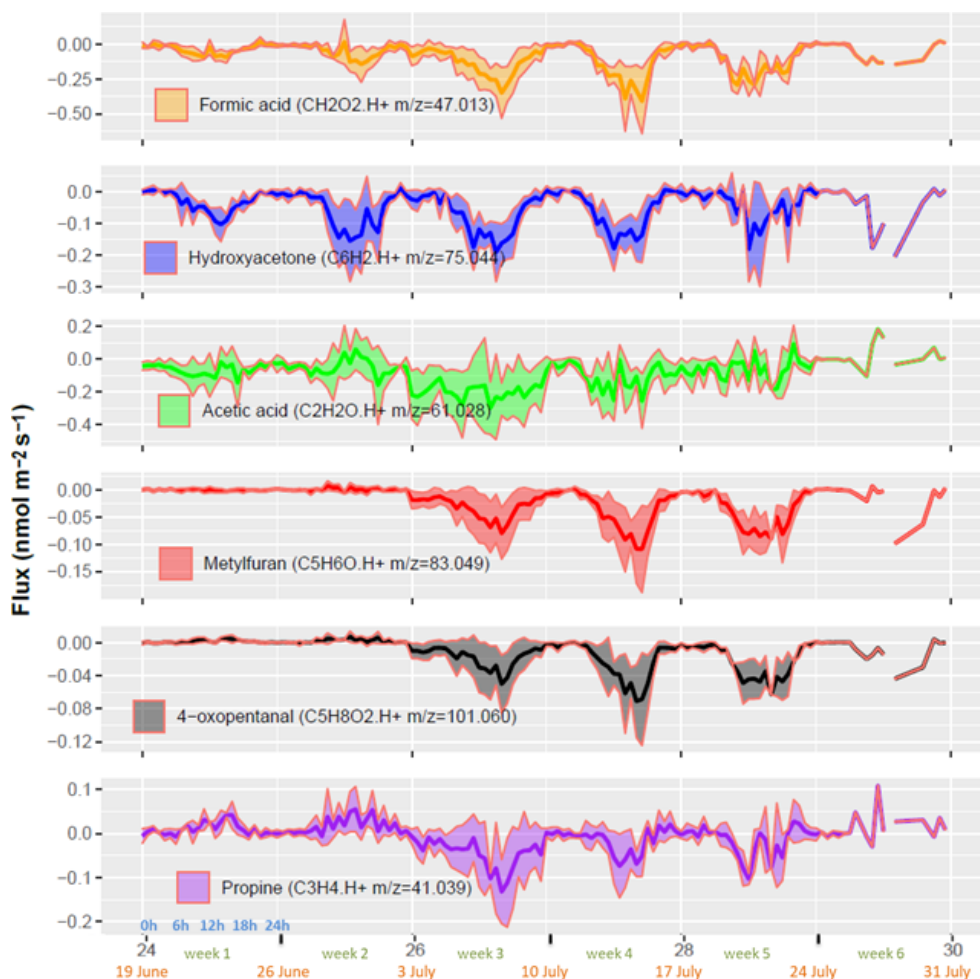 0.00
−0.25
−0.50
Formic acid (CH2O2.H+ m/z=47.013)
0.0
−0.1
−0.2
−0.3
Hydroxyacetone (C6H2.H+ m/z=75.044)
0.2
0.0
−0.2
−0.4
Acetic acid (C2H2O.H+ m/z=61.028)
Flux (nmol m−2 s−1)
0.00
−0.05
−0.10
−0.15
Metylfuran (C5H6O.H+ m/z=83.049)
0.00
−0.04
−0.08
−0.12
4−oxopentanal (C5H8O2.H+ m/z=101.060)
0.1
0.0
−0.1
−0.2
Propine (C3H4.H+ m/z=41.039)
0h 6h 12h 18h 24h
24 26 28 30
week 1 week 2 week 3 week 4 week 5 week 6
19 June 26 June 3 July 10 July 17 July 24 July 31 July